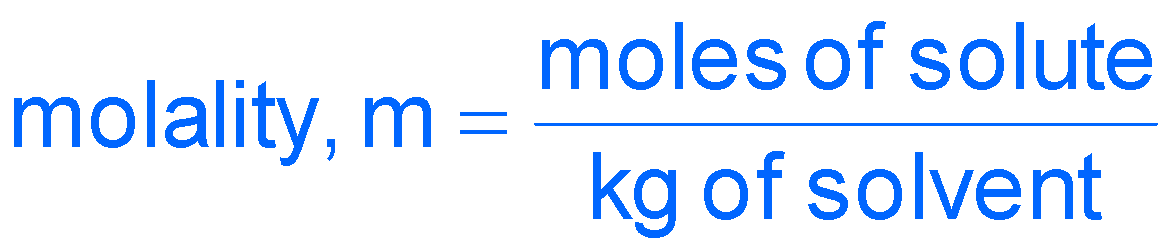 molality, m = moles of solute
kg of solvent